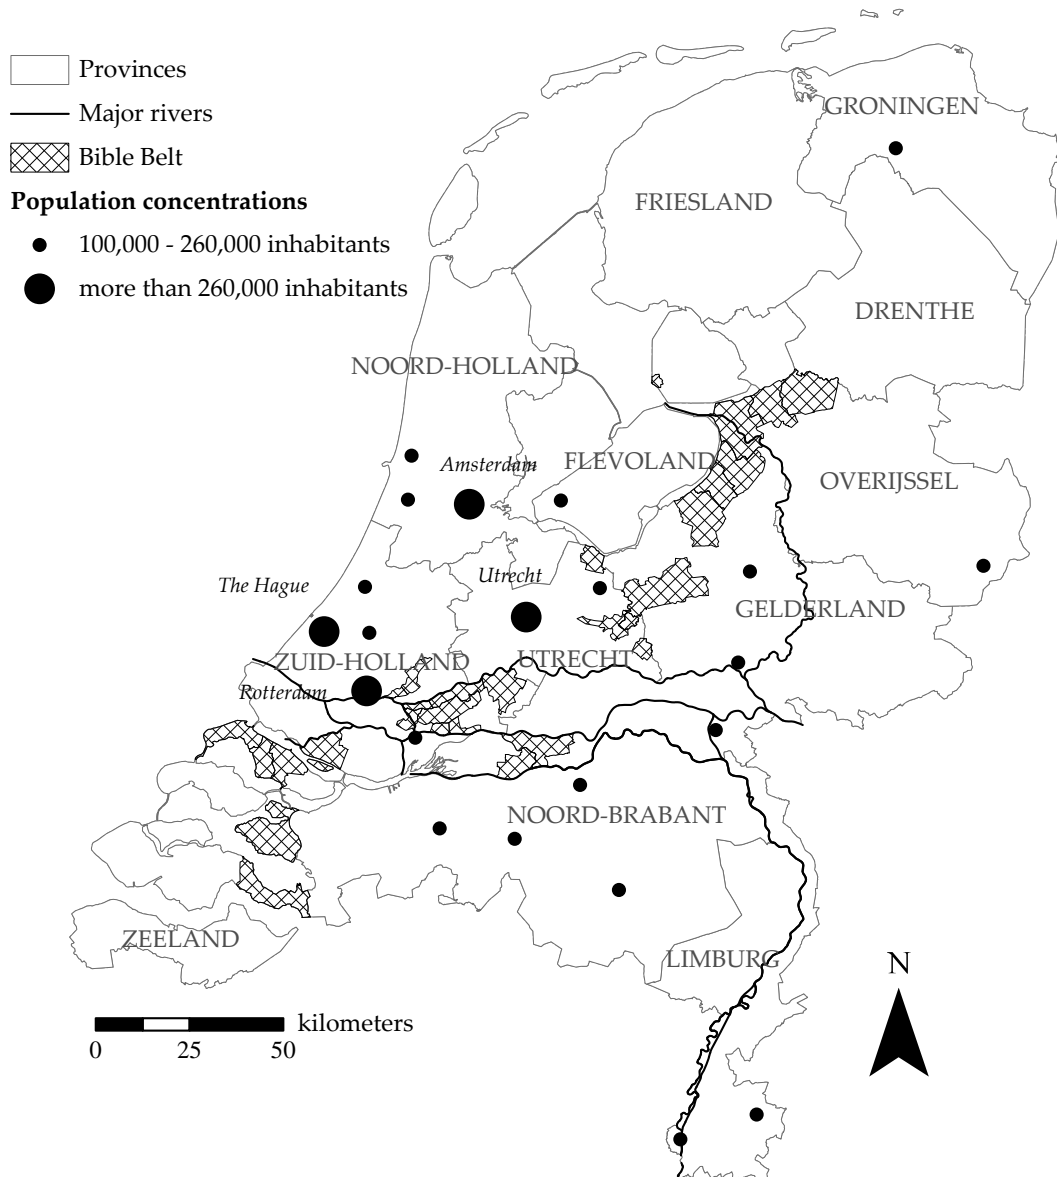 Provinces
Major rivers
Bible Belt
Population concentrations
100,000 - 260,000 inhabitants
more than 260,000 inhabitants
GRONINGEN
FRIESLAND
DRENTHE
NOORD-HOLLAND
Amsterdam
FLEVOLAND
OVERIJSSEL
The Hague
Utrecht
GELDERLAND
ZUID-HOLLAND
UTRECHT
Rotterdam
NOORD-BRABANT
ZEELAND
LIMBURG
N
kilometers
0 25 50